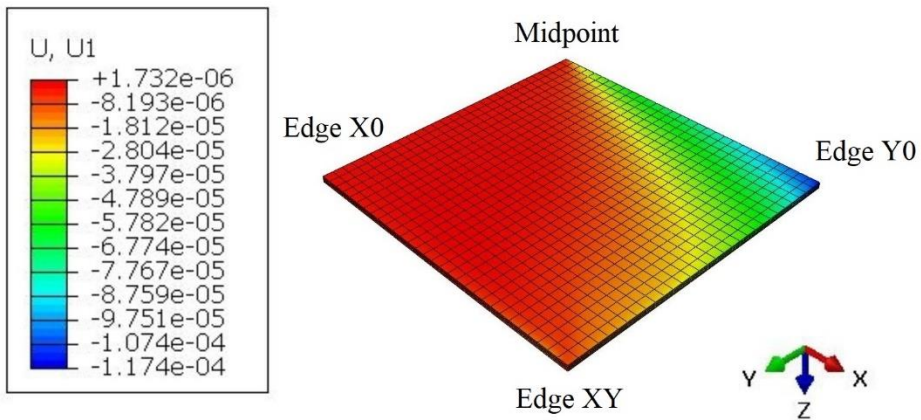 U, U1
+1.732e-06
-8.193e-06
-1.812e-05
-2.804e-05
-3.797e-05
-4.789e-05
-5.782e-05
-6.774e-05
-7.767e-05
-8.759e-05
-9.751e-05
-1.074e-04
-1.174e-04
Midpoint
Edge X0
Edge Y0
Edge XY
Y
X
Z